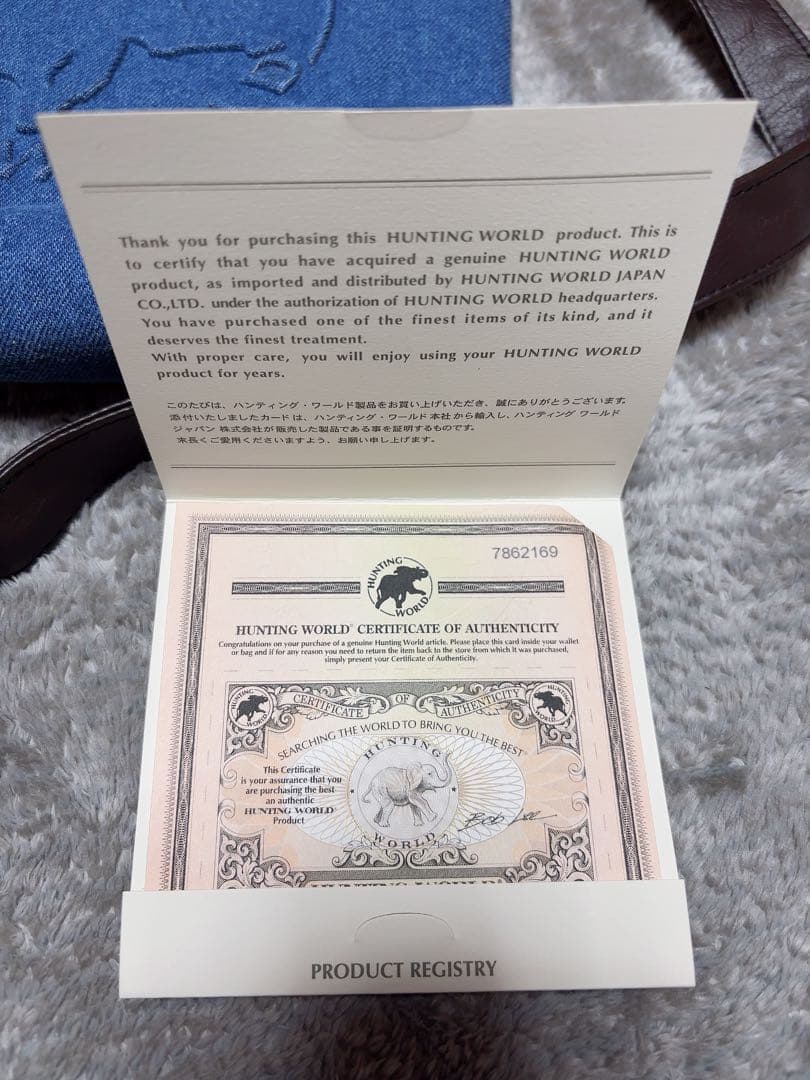 Thank you for purchasing this HUNTING WORLD product. This is
to certify that you have acquired a genuine HUNTING WORLD
product, as imported and distributed by HUNTING WORLD JAPAN
CO.,LTD. under the authorization of HUNTING WORLD headquarters.
You have purchased one of the finest items of its kind, and it
deserves the finest treatment.
With proper care, you will enjoy using your HUNTING WORLD
product for years.
このたびは、ハンティング・ワールド製品をお買い上げいただき、誠にありがとうございます。
添付いたしましたカードは、ハンティング・ワールド本社から輸入し、ハンティング ワールド
ジャパン 株式会社が販売した製品である事を証明するものです。
末長くご愛用くださいますよう、お願い申し上げます。
7862169
HUNTING
WORLD
HUNTING WORLD® CERTIFICATE OF AUTHENTICITY
Congratulations on your purchase of a genuine Hunting World article. Please place this card inside your wallet
or bag and if for any reason you need to return the item back to the store from which it was purchased,
simply present your Certificate of Authenticity.
HUNTING WORLD
CERTIFICATE OF AUTHENTICITY
HUNTING WORLD
SEARCHING THE WORLD TO BRING YOU THE BEST
HUNTING
WORLD
This Certificate
is your assurance that you
are purchasing the best
an authentic
HUNTING WORLD
Product
Bob Lee
HUNTING WORLD
PRODUCT REGISTRY